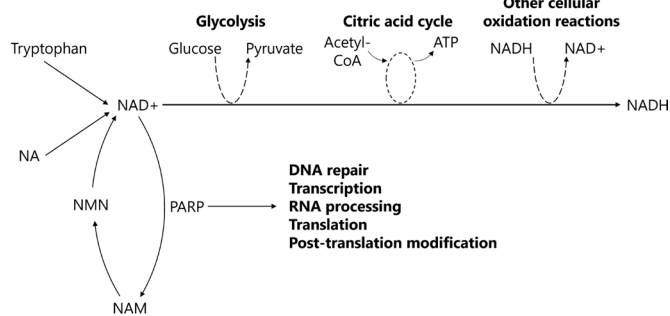 Other cellular
oxidation reactions
Glycolysis
Citric acid cycle
Tryptophan
Glucose
Pyruvate
Acetyl-
CoA
ATP
NADH
NAD+
NAD+
NADH
NA
NMN
PARP
DNA repair
Transcription
RNA processing
Translation
Post-translation modification
NAM